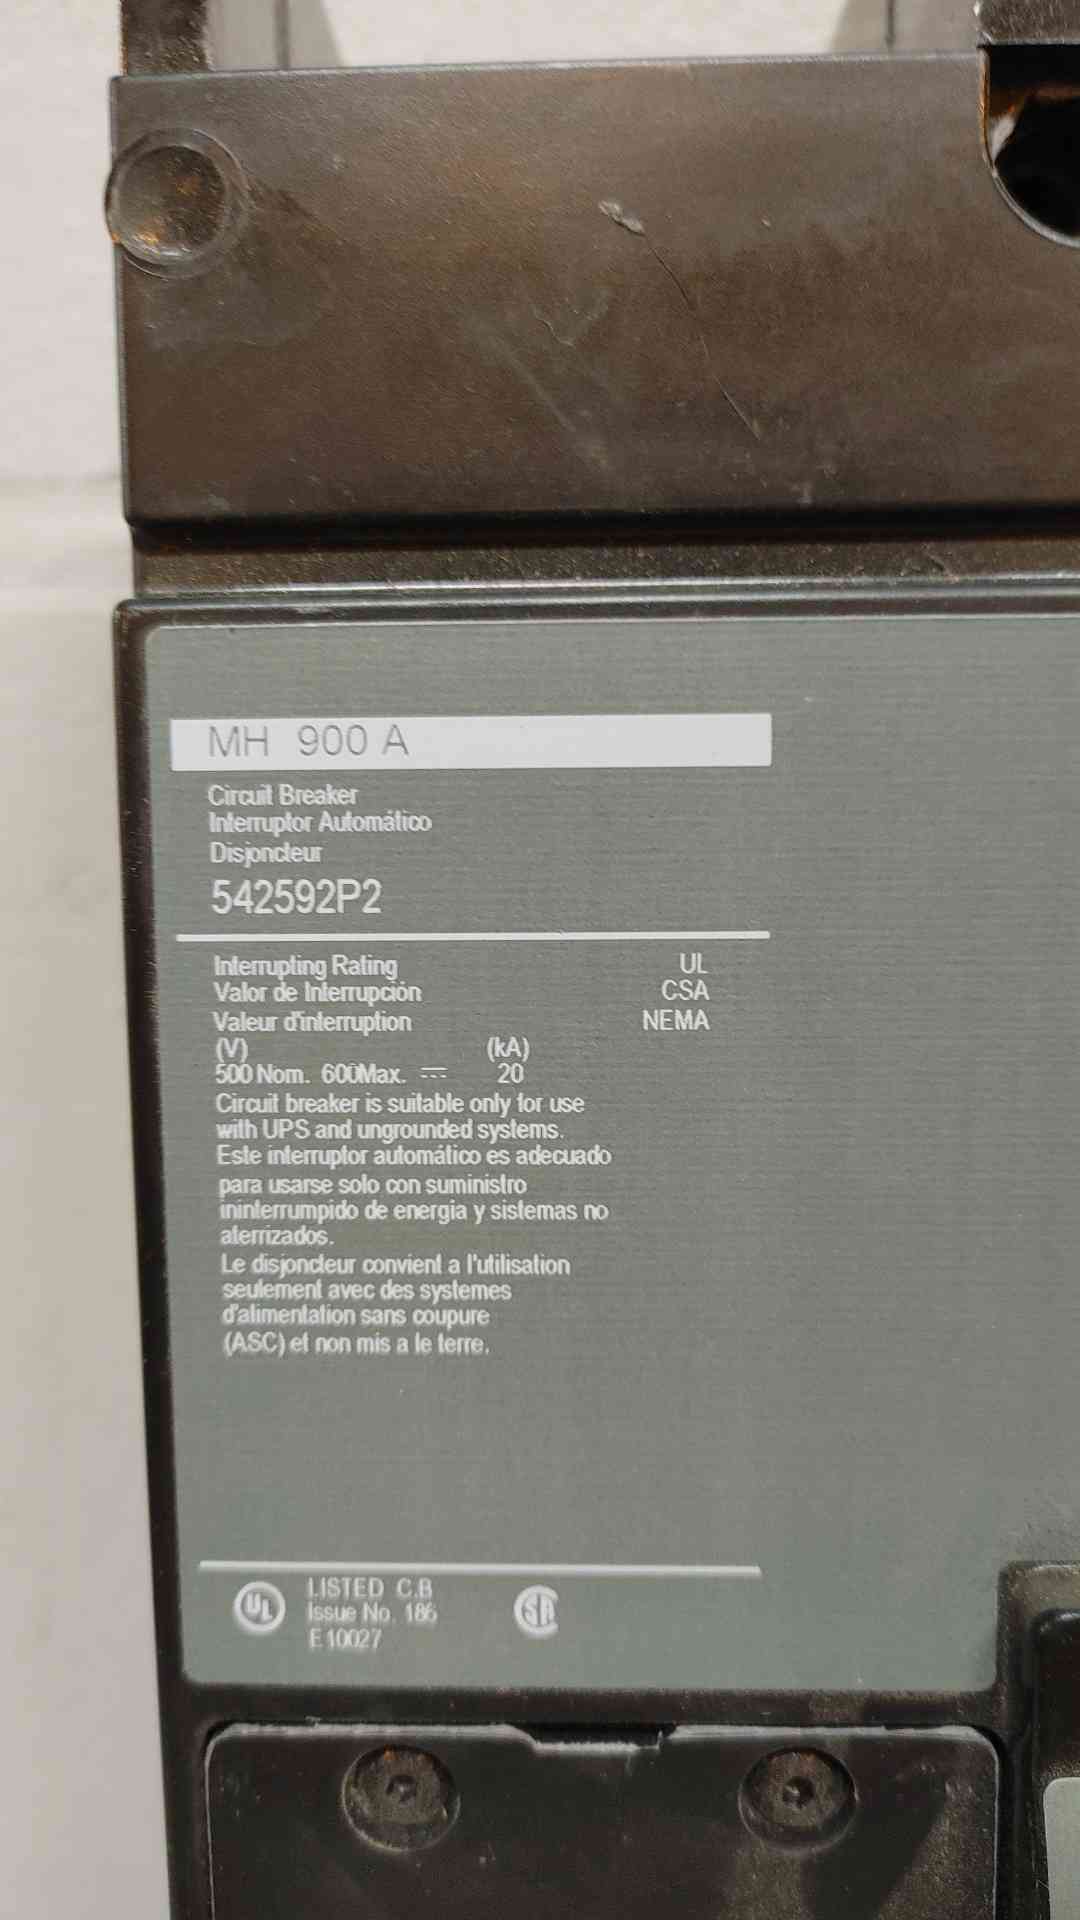 MH 900 A
Circuit Breaker
Interruptor Automático
Disjoncteur
542592P2
Interrupting Rating UL
Valor de Interrupción CSA
Valeur d'interruption NEMA
(V) (kA)
500 Nom. 600Max. ⎓ 20
Circuit breaker is suitable only for use
with UPS and ungrounded systems.
Este interruptor automático es adecuado
para usarse solo con suministro
ininterrumpido de energia y sistemas no
aterrizados.
Le disjoncteur convient a l'utilisation
seulement avec des systemes
d'alimentation sans coupure
(ASC) et non mis a le terre.
UL LISTED C.B
Issue No. 186
E10027
SA